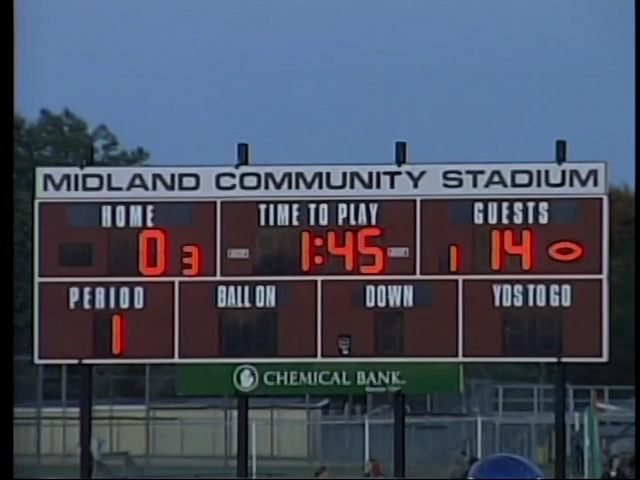 MIDLAND COMMUNITY STADIUM
HOME TIME TO PLAY GUESTS
0 3 1:45 1 14
PERIOD BALL ON DOWN YDS TO GO
1
CHEMICAL BANK